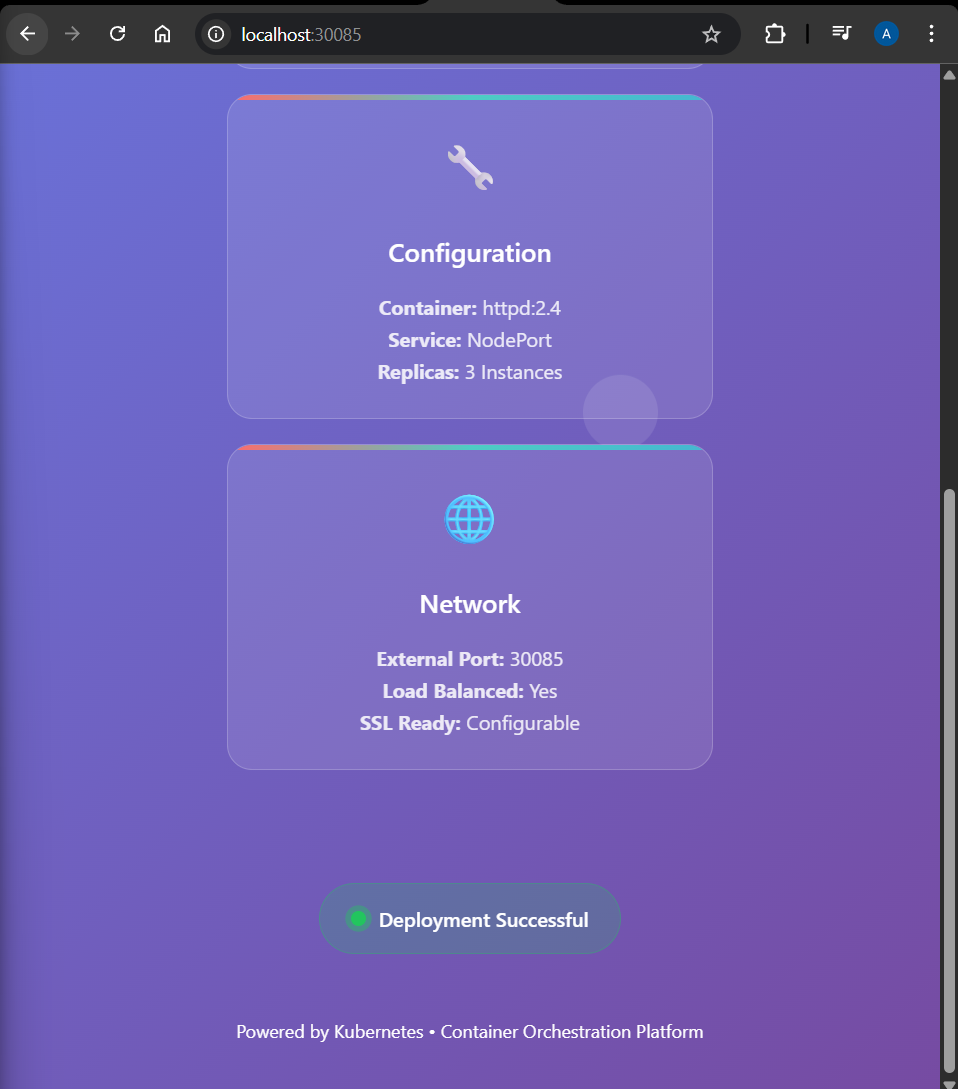 localhost:30085
A
Configuration
Container: httpd:2.4
Service: NodePort
Replicas: 3 Instances
Network
External Port: 30085
Load Balanced: Yes
SSL Ready: Configurable
Deployment Successful
Powered by Kubernetes • Container Orchestration Platform